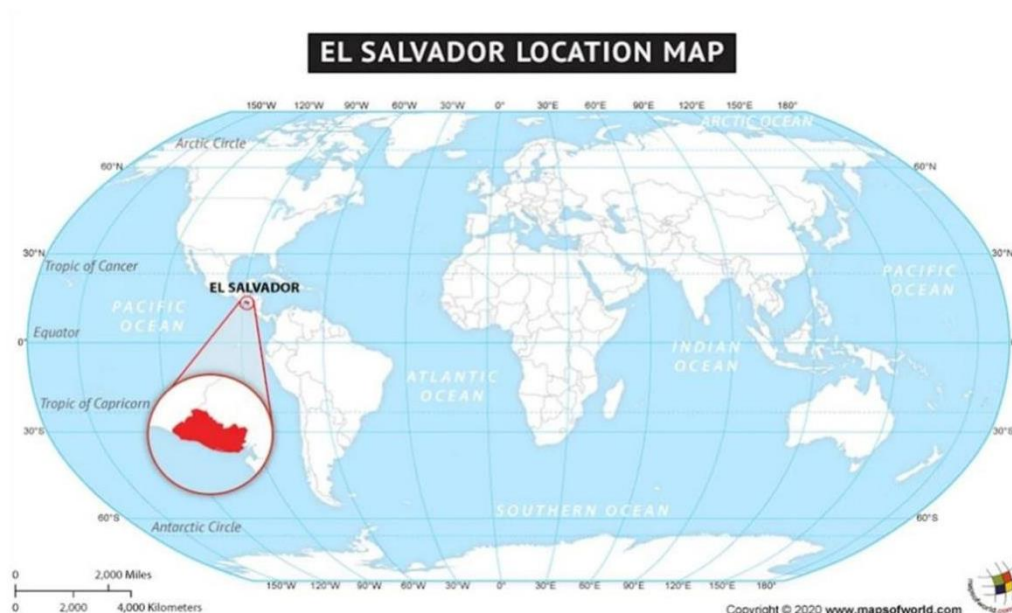 EL SALVADOR LOCATION MAP
150°W 120°W 90°W 60°W 30°W 0° 30°E 60°E 90°E 120°E 150°E 180°
ARCTIC OCEAN
Arctic Circle
60°N 60°N
30°N 30°N
Tropic of Cancer
PACIFIC
OCEAN
EL SALVADOR
PACIFIC
OCEAN
Equator
0° 0°
INDIAN
OCEAN
ATLANTIC
OCEAN
Tropic of Capricorn
30°S 30°S
SOUTHERN OCEAN
60°S 60°S
Antarctic Circle
150°W 120°W 90°W 60°W 30°W 0° 30°E 60°E 90°E 120°E 150°E 180°
0 2,000 Miles
0 2,000 4,000 Kilometers
mapsofworld
Copyright © 2020 www.mapsofworld.com